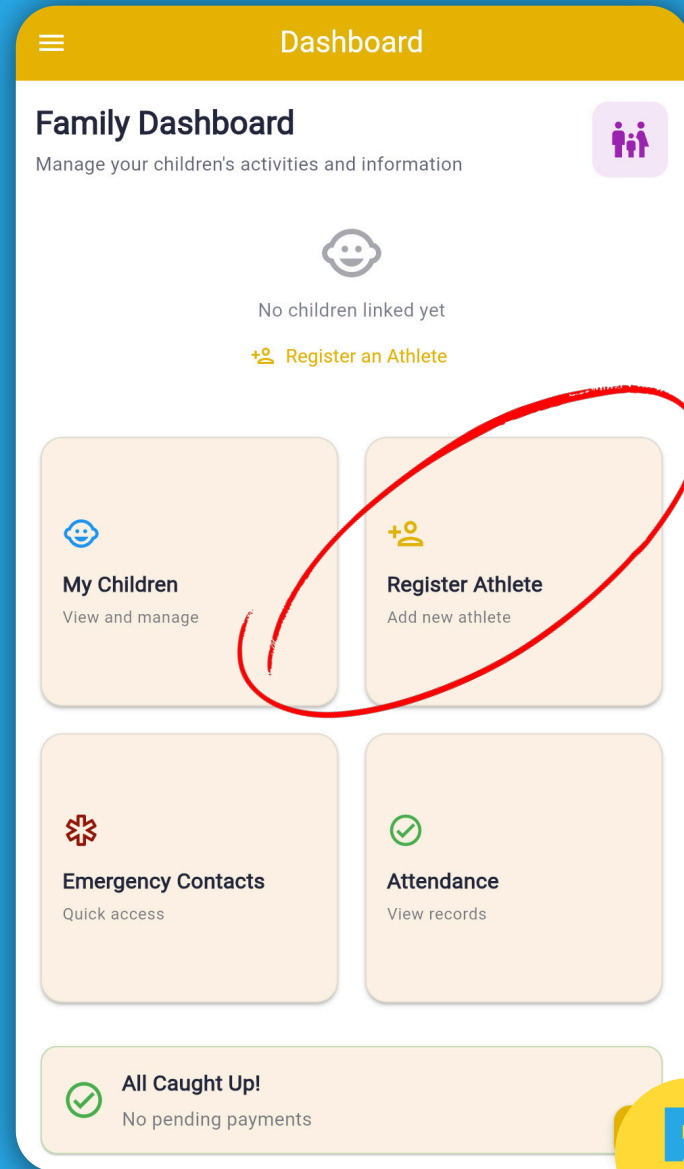 Dashboard
Family Dashboard
Manage your children's activities and information
No children linked yet
Register an Athlete
My Children
View and manage
Register Athlete
Add new athlete
Emergency Contacts
Quick access
Attendance
View records
All Caught Up!
No pending payments